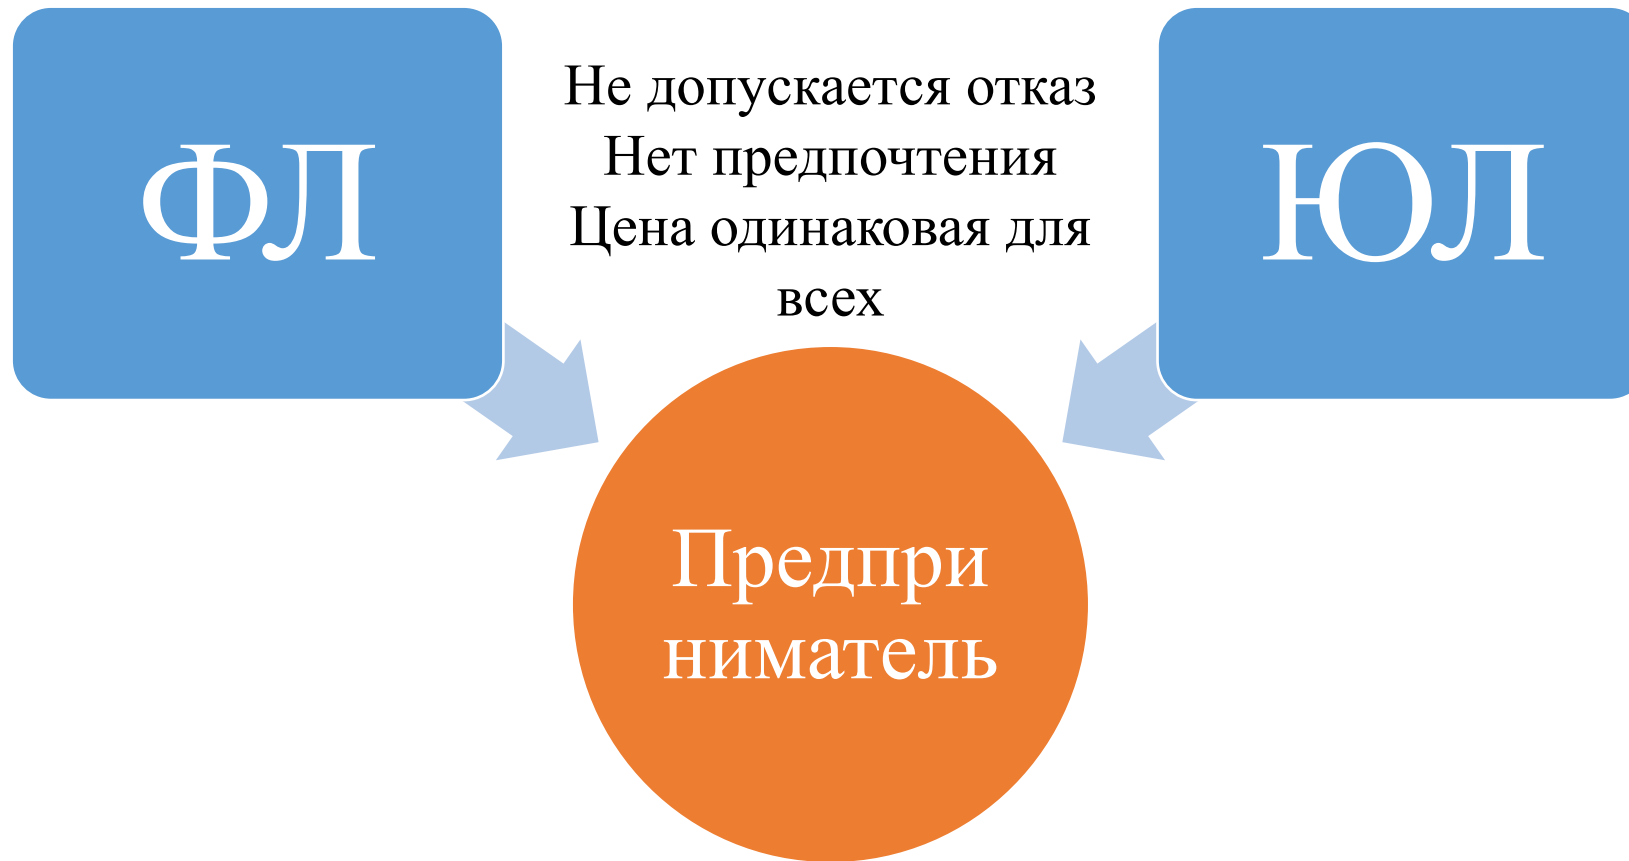 ФЛ
Не допускается отказ
Нет предпочтения
Цена одинаковая для
всех
ЮЛ
Предпри
ниматель